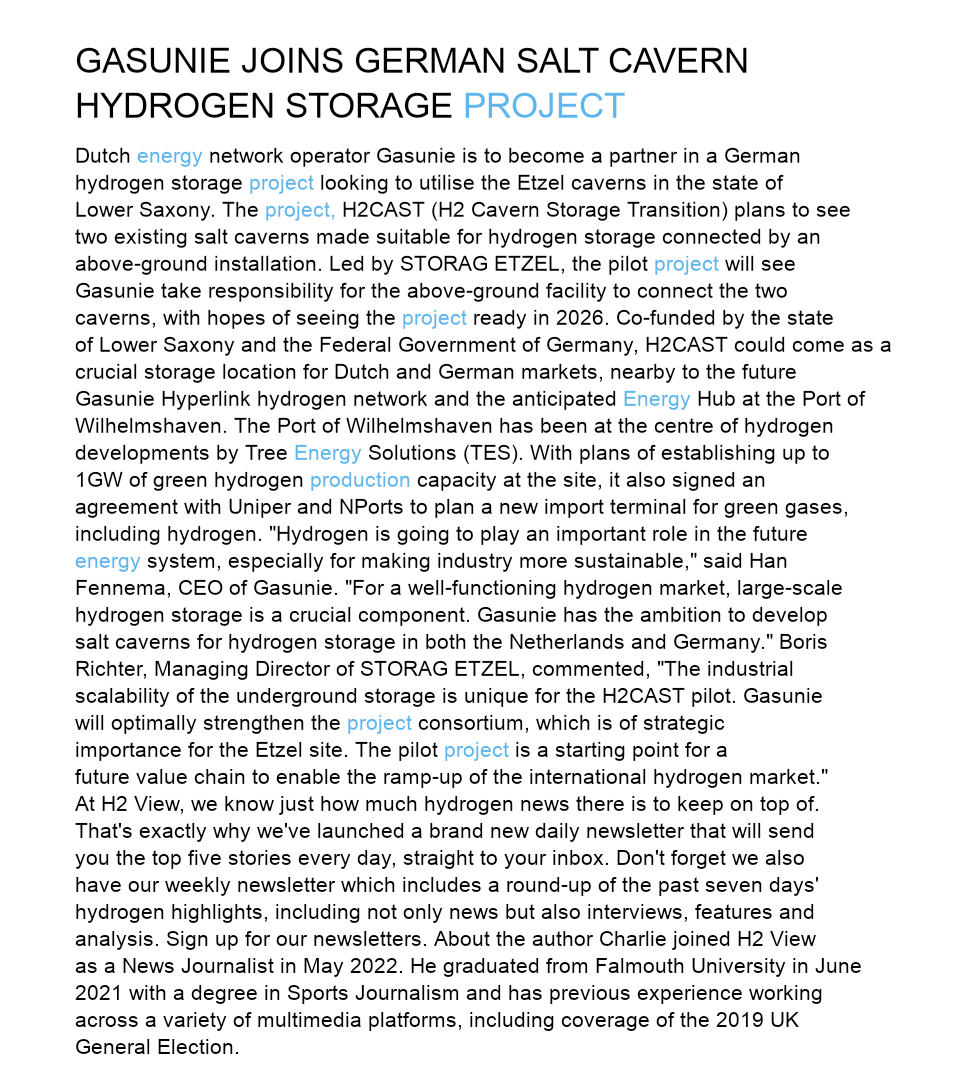 GASUNIE JOINS GERMAN SALT CAVERN
HYDROGEN STORAGE PROJECT
Dutch energy network operator Gasunie is to become a partner in a German
hydrogen storage project looking to utilise the Etzel caverns in the state of
Lower Saxony. The project, H2CAST (H2 Cavern Storage Transition) plans to see
two existing salt caverns made suitable for hydrogen storage connected by an
above-ground installation. Led by STORAG ETZEL, the pilot project will see
Gasunie take responsibility for the above-ground facility to connect the two
caverns, with hopes of seeing the project ready in 2026. Co-funded by the state
of Lower Saxony and the Federal Government of Germany, H2CAST could come as a
crucial storage location for Dutch and German markets, nearby to the future
Gasunie Hyperlink hydrogen network and the anticipated Energy Hub at the Port of
Wilhelmshaven. The Port of Wilhelmshaven has been at the centre of hydrogen
developments by Tree Energy Solutions (TES). With plans of establishing up to
1GW of green hydrogen production capacity at the site, it also signed an
agreement with Uniper and NPorts to plan a new import terminal for green gases,
including hydrogen. "Hydrogen is going to play an important role in the future
energy system, especially for making industry more sustainable," said Han
Fennema, CEO of Gasunie. "For a well-functioning hydrogen market, large-scale
hydrogen storage is a crucial component. Gasunie has the ambition to develop
salt caverns for hydrogen storage in both the Netherlands and Germany." Boris
Richter, Managing Director of STORAG ETZEL, commented, "The industrial
scalability of the underground storage is unique for the H2CAST pilot. Gasunie
will optimally strengthen the project consortium, which is of strategic
importance for the Etzel site. The pilot project is a starting point for a
future value chain to enable the ramp-up of the international hydrogen market."
At H2 View, we know just how much hydrogen news there is to keep on top of.
That's exactly why we've launched a brand new daily newsletter that will send
you the top five stories every day, straight to your inbox. Don't forget we also
have our weekly newsletter which includes a round-up of the past seven days'
hydrogen highlights, including not only news but also interviews, features and
analysis. Sign up for our newsletters. About the author Charlie joined H2 View
as a News Journalist in May 2022. He graduated from Falmouth University in June
2021 with a degree in Sports Journalism and has previous experience working
across a variety of multimedia platforms, including coverage of the 2019 UK
General Election.